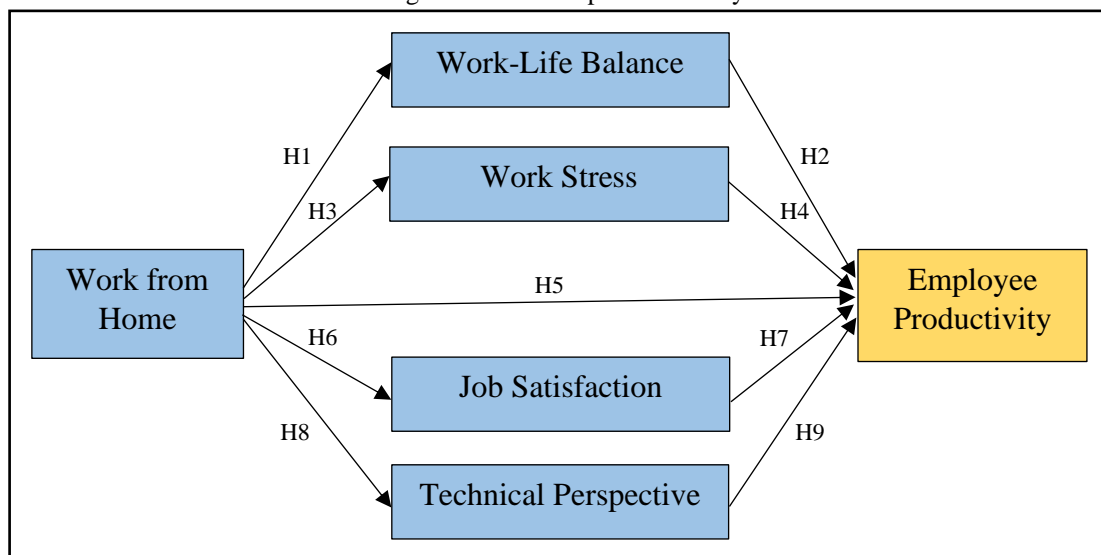 Work-Life Balance
H1
H2
Work Stress
H3
H4
Work from
Home
H5
Employee
Productivity
H6
H7
Job Satisfaction
H8
H9
Technical Perspective